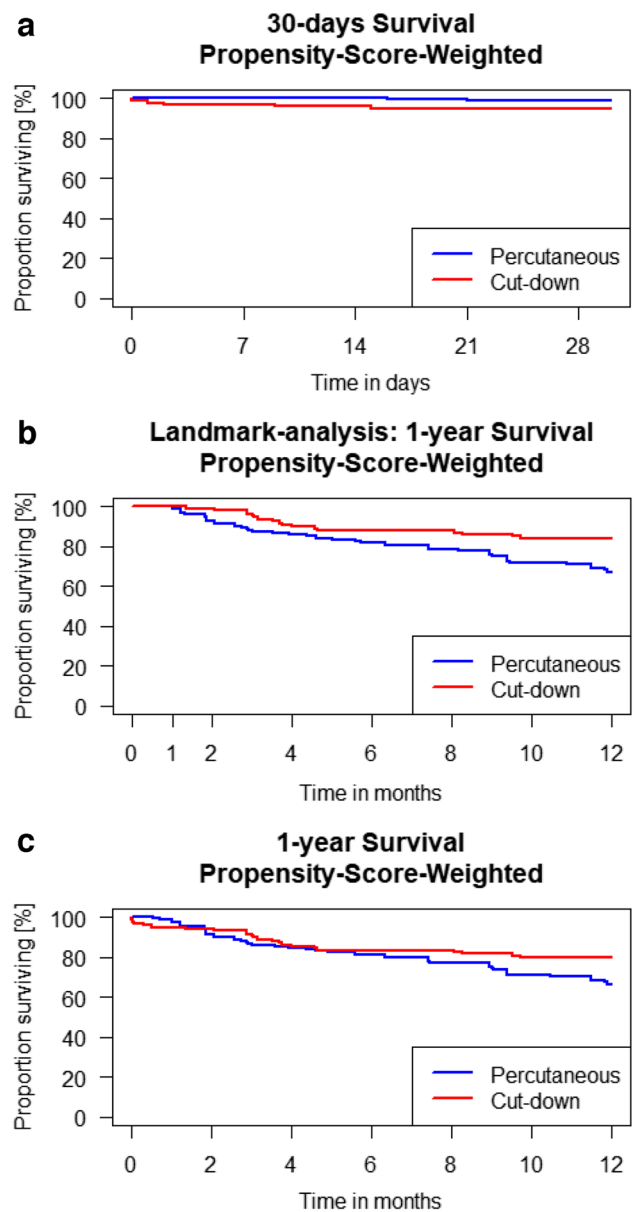 a
30-days Survival
Propensity-Score-Weighted
Proportion surviving [%]
100
80
60
40
20
0
Percutaneous
Cut-down
0 7 14 21 28
Time in days
b
Landmark-analysis: 1-year Survival
Propensity-Score-Weighted
Proportion surviving [%]
100
80
60
40
20
0
Percutaneous
Cut-down
0 1 2 4 6 8 10 12
Time in months
c
1-year Survival
Propensity-Score-Weighted
Proportion surviving [%]
100
80
60
40
20
0
Percutaneous
Cut-down
0 2 4 6 8 10 12
Time in months